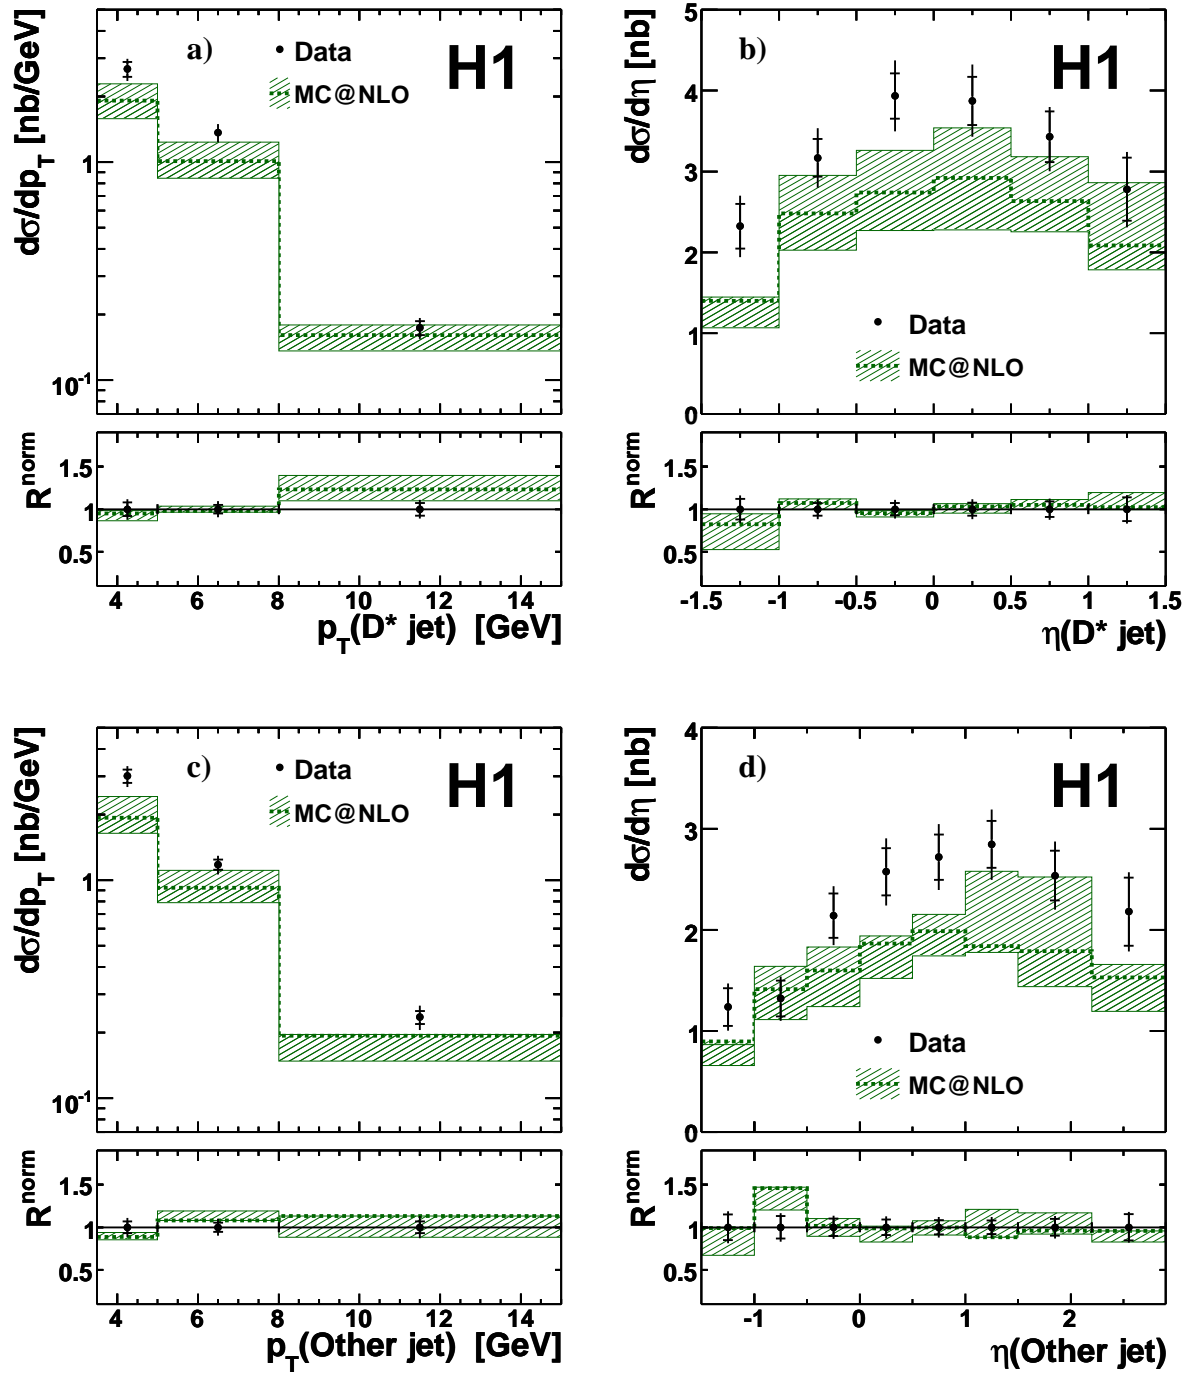 a)
Data
MC@NLO
H1
dσ/dp_T [nb/GeV]
1
10^-1
R^norm
1.5
1
0.5
4 6 8 10 12 14
p_T(D* jet) [GeV]
b)
H1
dσ/dη [nb]
5
4
3
2
1
0
Data
MC@NLO
R^norm
1.5
1
0.5
-1.5 -1 -0.5 0 0.5 1 1.5
η(D* jet)
c)
Data
MC@NLO
H1
dσ/dp_T [nb/GeV]
1
10^-1
R^norm
1.5
1
0.5
4 6 8 10 12 14
p_T(Other jet) [GeV]
d)
H1
dσ/dη [nb]
4
3
2
1
0
Data
MC@NLO
R^norm
1.5
1
0.5
-1 0 1 2
η(Other jet)